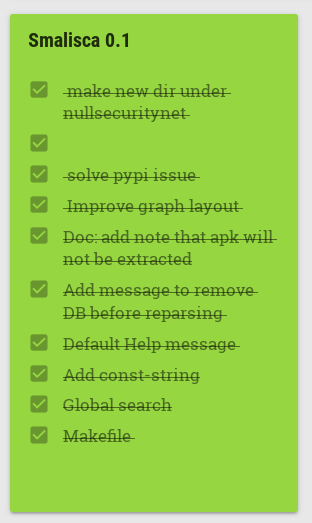 Smalisca 0.1
make new dir under
nullsecuritynet
solve pypi issue
Improve graph layout
Doc: add note that apk will
not be extracted
Add message to remove
DB before reparsing
Default Help message
Add const-string
Global search
Makefile